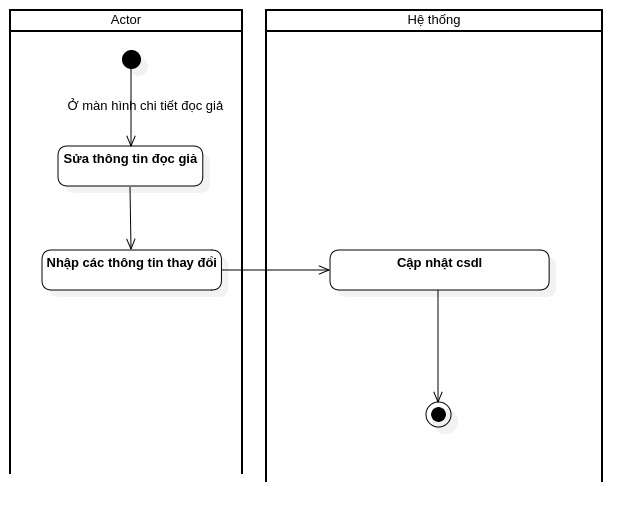 Actor
Hệ thống
Ở màn hình chi tiết đọc giả
Sửa thông tin đọc giả
Nhập các thông tin thay đổi
Cập nhật csdl